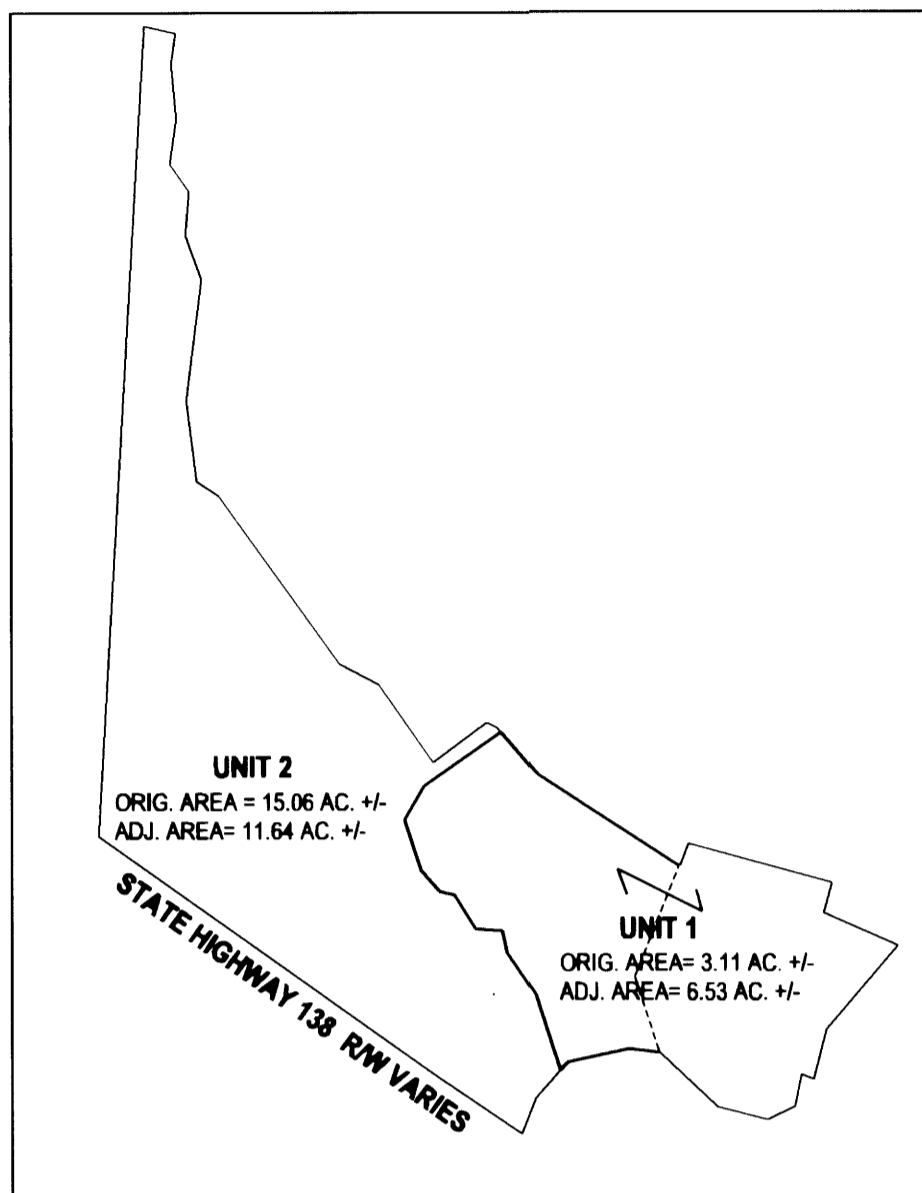 UNIT 2
ORIG. AREA = 15.06 AC. +/-
ADJ. AREA= 11.64 AC. +/-
STATE HIGHWAY 138 R/W VARIES
UNIT 1
ORIG. AREA= 3.11 AC. +/-
ADJ. AREA= 6.53 AC. +/-